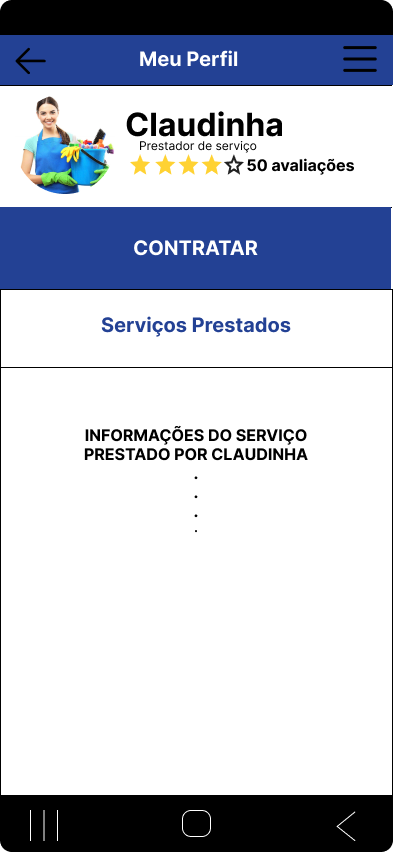 Meu Perfil
Claudinha
Prestador de serviço
50 avaliações
CONTRATAR
Serviços Prestados
INFORMAÇÕES DO SERVIÇO
PRESTADO POR CLAUDINHA
.
.
.
.